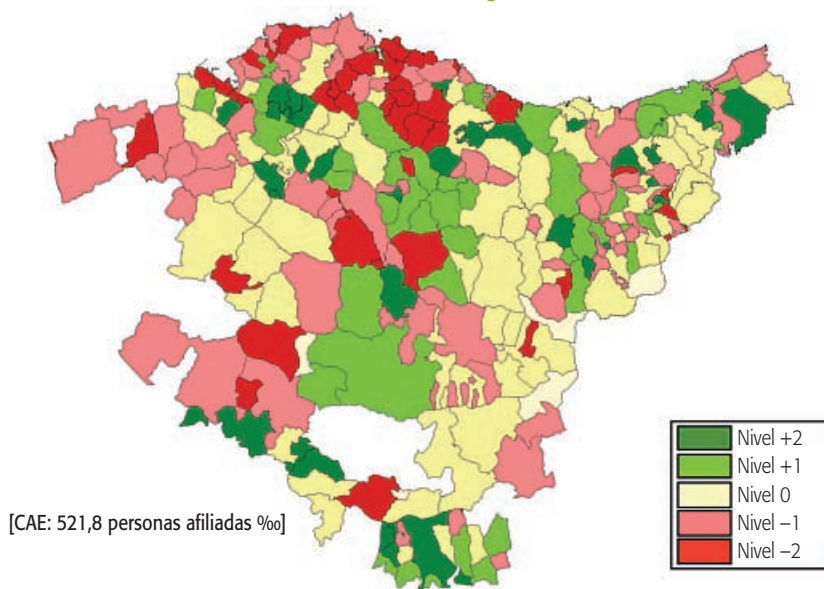 [CAE: 521,8 personas afiliadas ‰]
Nivel +2
Nivel +1
Nivel 0
Nivel −1
Nivel −2